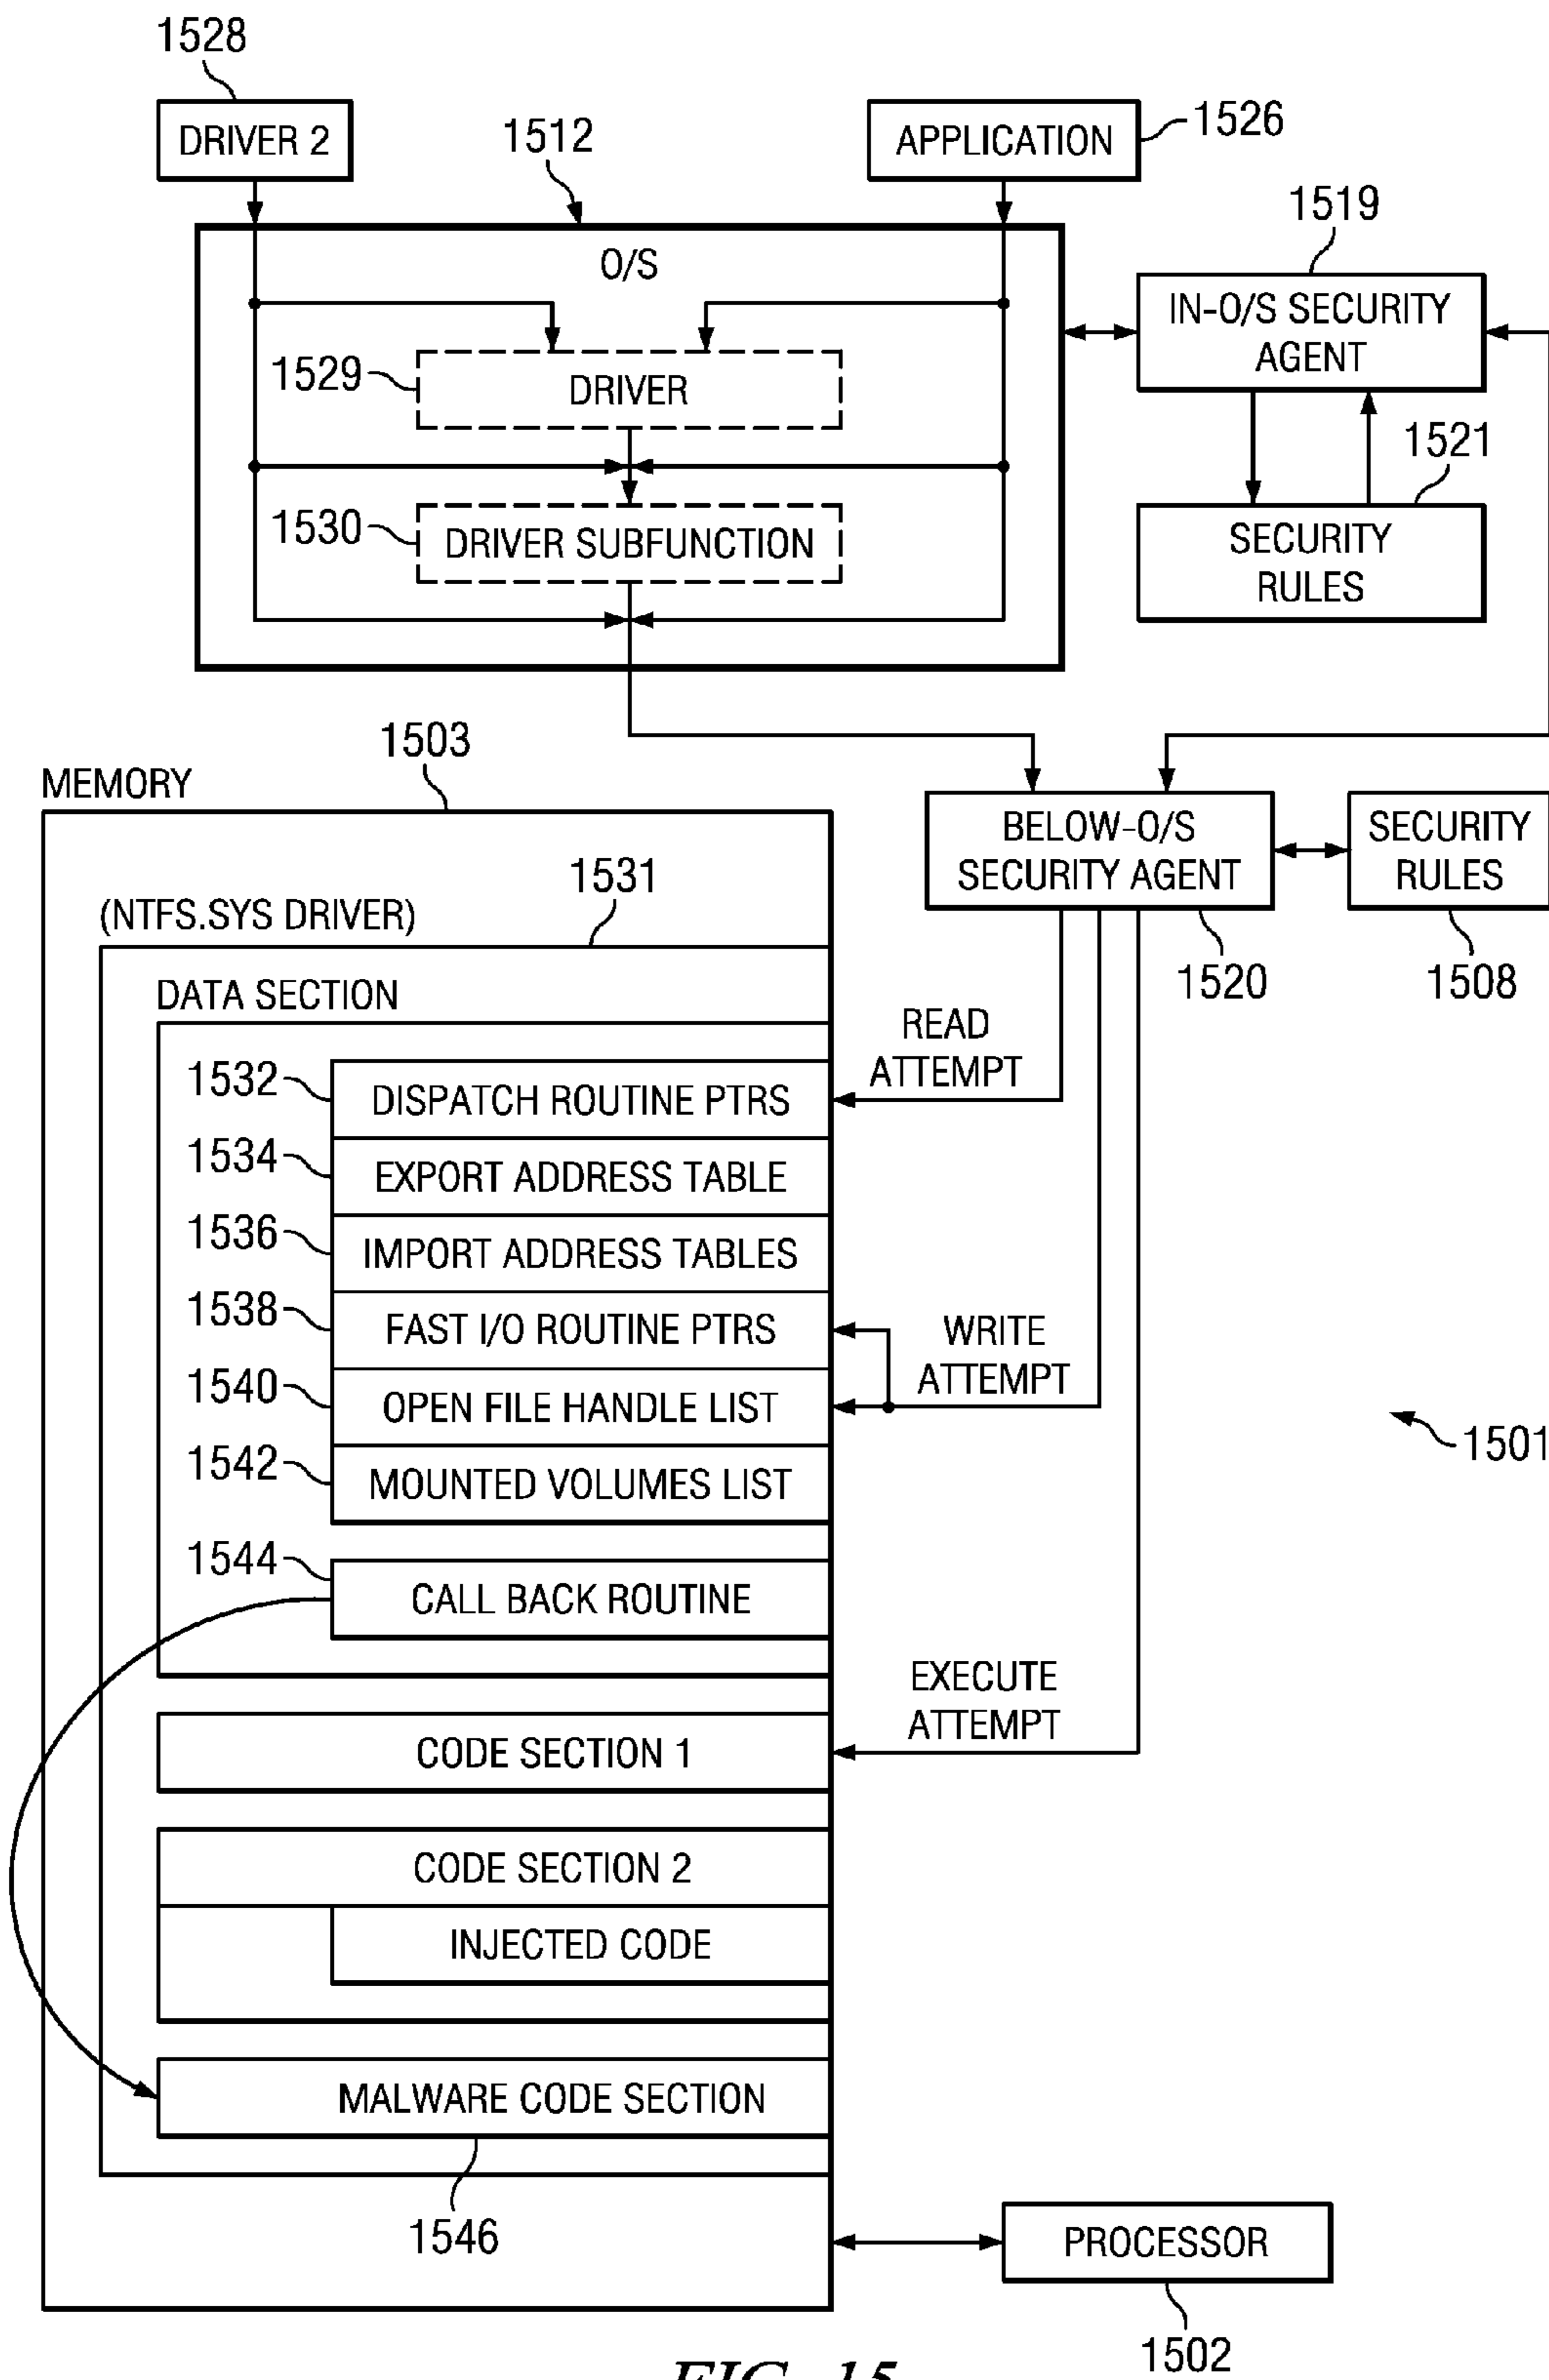 1528
DRIVER 2
1512
APPLICATION
1526
O/S
1519
IN-O/S SECURITY
AGENT
1529
DRIVER
1521
1530
DRIVER SUBFUNCTION
SECURITY
RULES
1503
MEMORY
BELOW-O/S
SECURITY AGENT
SECURITY
RULES
1531
(NTFS.SYS DRIVER)
1520
1508
DATA SECTION
READ
ATTEMPT
1532
DISPATCH ROUTINE PTRS
1534
EXPORT ADDRESS TABLE
1536
IMPORT ADDRESS TABLES
1538
FAST I/O ROUTINE PTRS
WRITE
ATTEMPT
1540
OPEN FILE HANDLE LIST
1501
1542
MOUNTED VOLUMES LIST
1544
CALL BACK ROUTINE
EXECUTE
ATTEMPT
CODE SECTION 1
CODE SECTION 2
INJECTED CODE
MALWARE CODE SECTION
1546
PROCESSOR
1502
FIG. 15